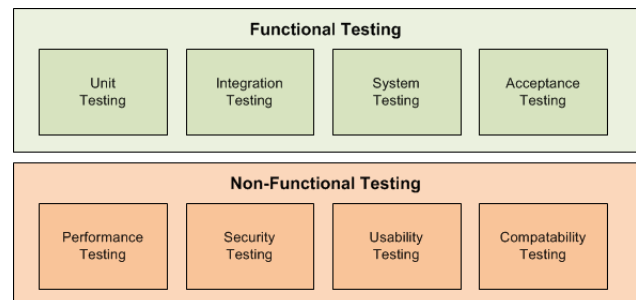 Functional Testing
Unit
Testing
Integration
Testing
System
Testing
Acceptance
Testing
Non-Functional Testing
Performance
Testing
Security
Testing
Usability
Testing
Compatability
Testing